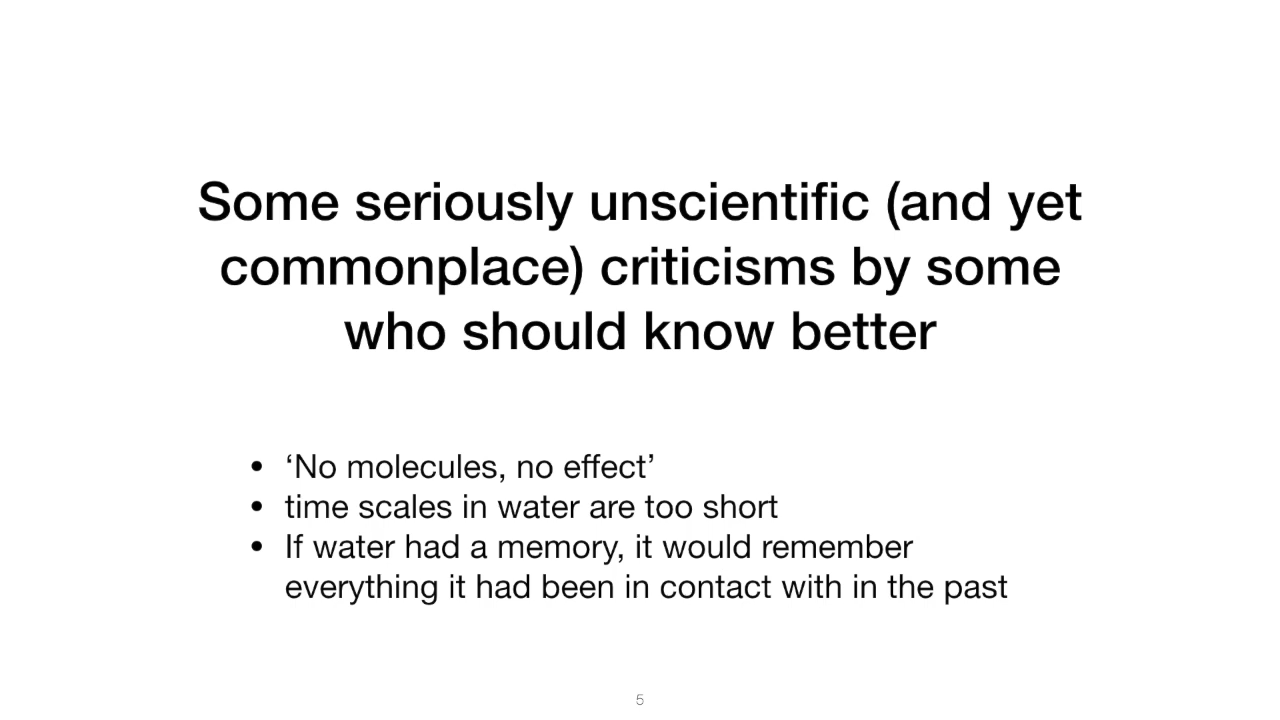 Some seriously unscientific (and yet
commonplace) criticisms by some
who should know better
• ‘No molecules, no effect’
• time scales in water are too short
• If water had a memory, it would remember
everything it had been in contact with in the past
5